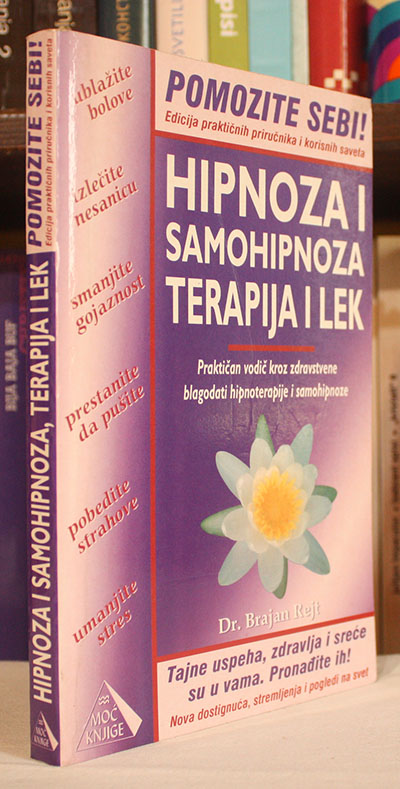 POMOZITE SEBI!
Edicija praktičnih priručnika i korisnih saveta
HIPNOZA I
SAMOHIPNOZA
TERAPIJA I LEK
Praktičan vodič kroz zdravstvene
blagodati hipnoterapije i samohipnoze
Dr. Brajan Rejt
Tajne uspeha, zdravlja i sreće
su u vama. Pronađite ih!
Nova dostignuća, stremljenja i pogledi na svet
ublažite
bolove
izlečite
nesanicu
smanjite
gojaznost
prestanite
da pušite
pobedite
strahove
umanjite
stres
MOĆ
KNJIGE
POMOZITE SEBI!
Edicija praktičnih priručnika i korisnih saveta
HIPNOZA I SAMOHIPNOZA, TERAPIJA I LEK
MOĆ
KNJIGE